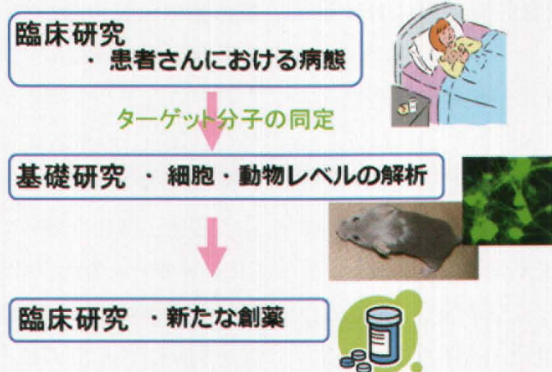 臨床研究
・ 患者さんにおける病態
ターゲット分子の同定
基礎研究 ・ 細胞・動物レベルの解析
臨床研究 ・新たな創薬